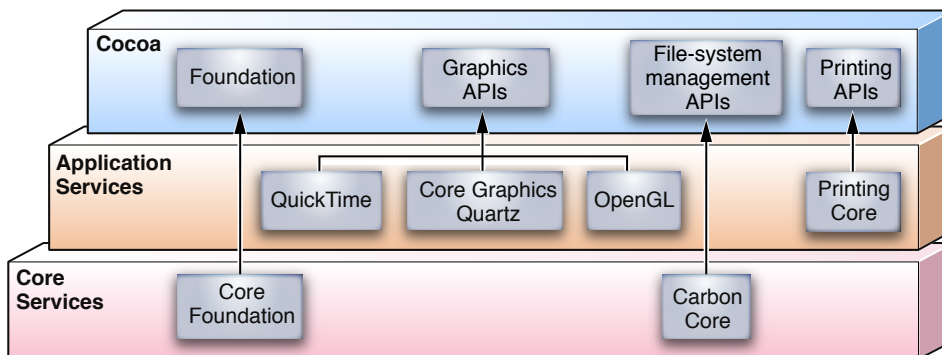 Cocoa
Foundation
Graphics
APIs
File-system
management
APIs
Printing
APIs
Application
Services
QuickTime
Core Graphics
Quartz
OpenGL
Printing
Core
Core
Services
Core
Foundation
Carbon
Core